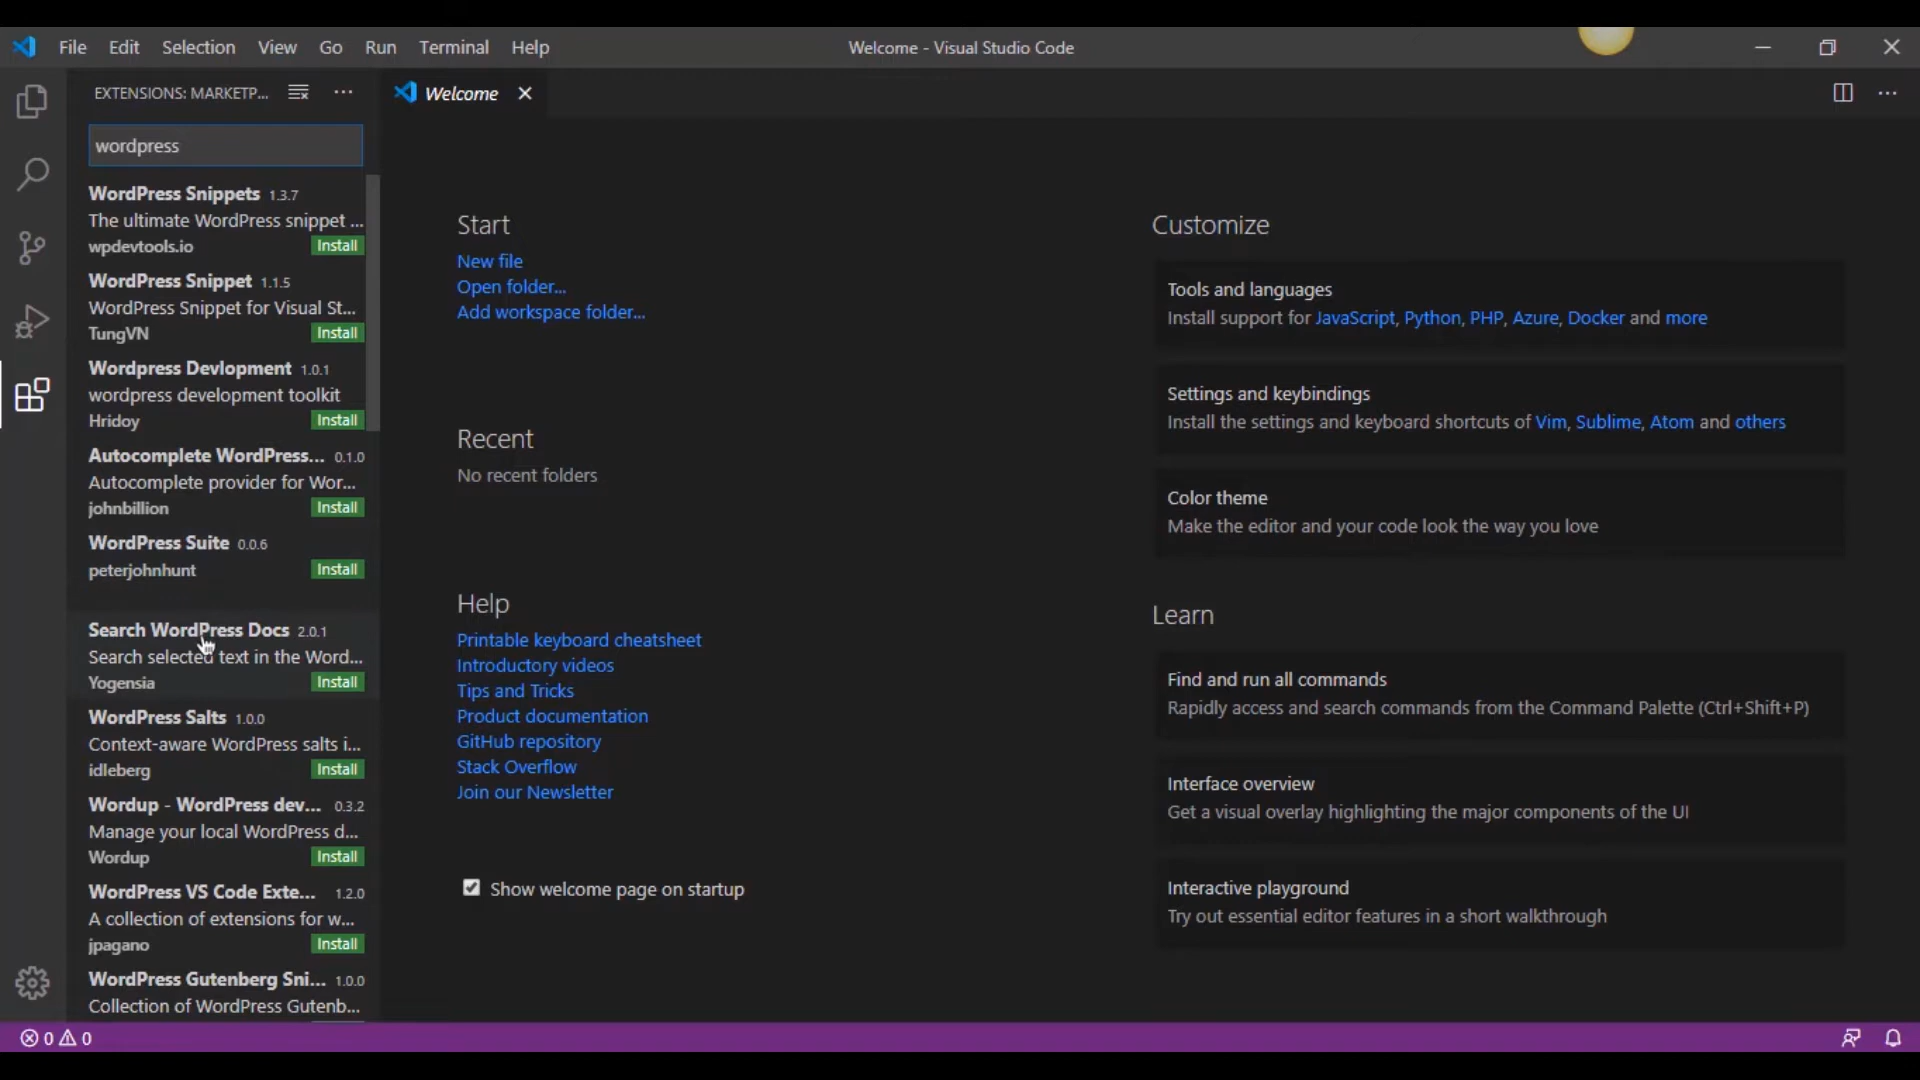 File Edit Selection View Go Run Terminal Help
Welcome - Visual Studio Code
EXTENSIONS: MARKETP...
wordpress
WordPress Snippets 1.3.7
The ultimate WordPress snippet ...
wpdevtools.io Install
WordPress Snippet 1.1.5
WordPress Snippet for Visual St...
TungVN Install
Wordpress Devlopment 1.0.1
wordpress development toolkit
Hridoy Install
Autocomplete WordPress... 0.1.0
Autocomplete provider for Wor...
johnbillion Install
WordPress Suite 0.0.6
peterjohnhunt Install
Search WordPress Docs 2.0.1
Search selected text in the Word...
Yogensia Install
WordPress Salts 1.0.0
Context-aware WordPress salts i...
idleberg Install
Wordup - WordPress dev... 0.3.2
Manage your local WordPress d...
Wordup Install
WordPress VS Code Exte... 1.2.0
A collection of extensions for w...
jpagano Install
WordPress Gutenberg Sni... 1.0.0
Collection of WordPress Gutenb...
Welcome
Start
New file
Open folder...
Add workspace folder...
Recent
No recent folders
Help
Printable keyboard cheatsheet
Introductory videos
Tips and Tricks
Product documentation
GitHub repository
Stack Overflow
Join our Newsletter
Show welcome page on startup
Customize
Tools and languages
Install support for JavaScript, Python, PHP, Azure, Docker and more
Settings and keybindings
Install the settings and keyboard shortcuts of Vim, Sublime, Atom and others
Color theme
Make the editor and your code look the way you love
Learn
Find and run all commands
Rapidly access and search commands from the Command Palette (Ctrl+Shift+P)
Interface overview
Get a visual overlay highlighting the major components of the UI
Interactive playground
Try out essential editor features in a short walkthrough
0 0